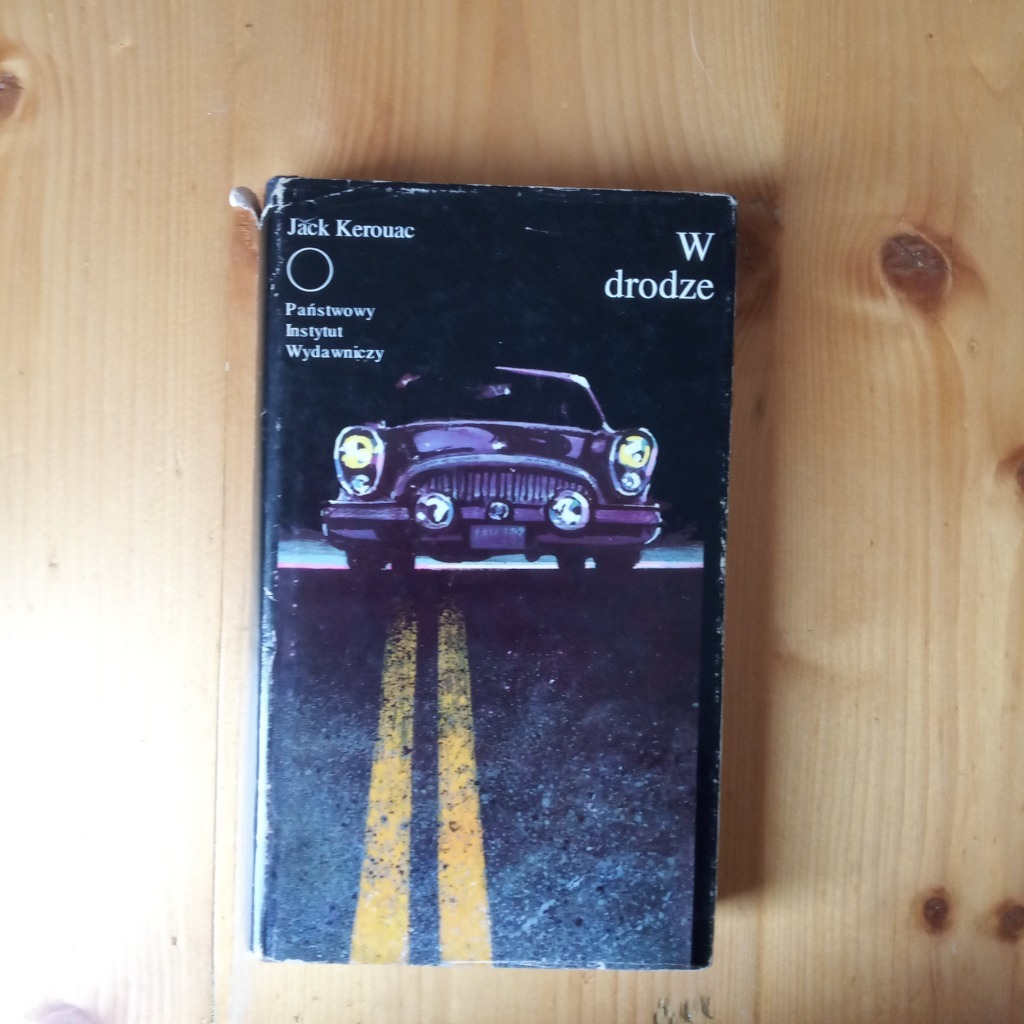 Jack Kerouac
W
drodze
Państwowy
Instytut
Wydawniczy